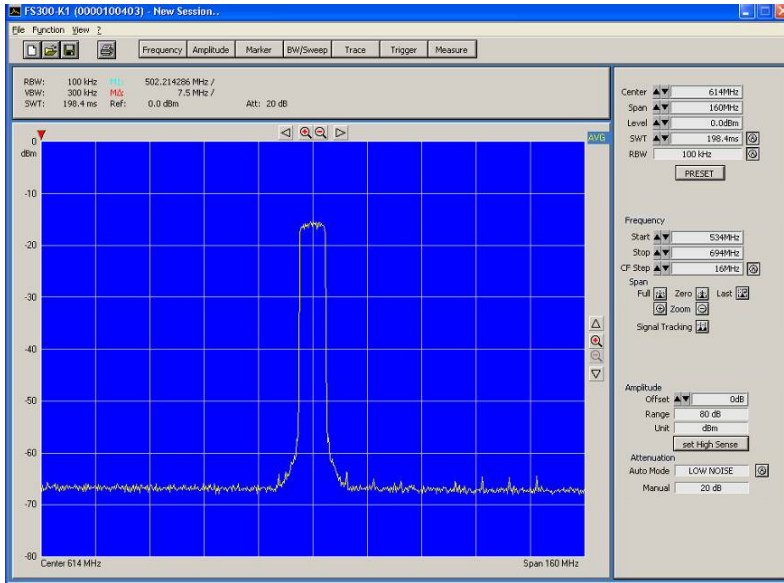 FS300-K1 (0000100403) - New Session..
File Function View ?
Frequency Amplitude Marker BW/Sweep Trace Trigger Measure
RBW: 100 kHz M1: 502.214286 MHz /
VBW: 300 kHz MΔ: 7.5 MHz /
SWT: 198.4 ms Ref: 0.0 dBm Att: 20 dB
AVG
0
dBm
-10
-20
-30
-40
-50
-60
-70
-80
Center 614 MHz Span 160 MHz
Center 614MHz
Span 160MHz
Level 0.0dBm
SWT 198.4ms
RBW 100 kHz
PRESET
Frequency
Start 534MHz
Stop 694MHz
CF Step 16MHz
Span
Full Zero Last
Zoom
Signal Tracking
Amplitude
Offset 0dB
Range 80 dB
Unit dBm
set High Sense
Attenuation
Auto Mode LOW NOISE
Manual 20 dB